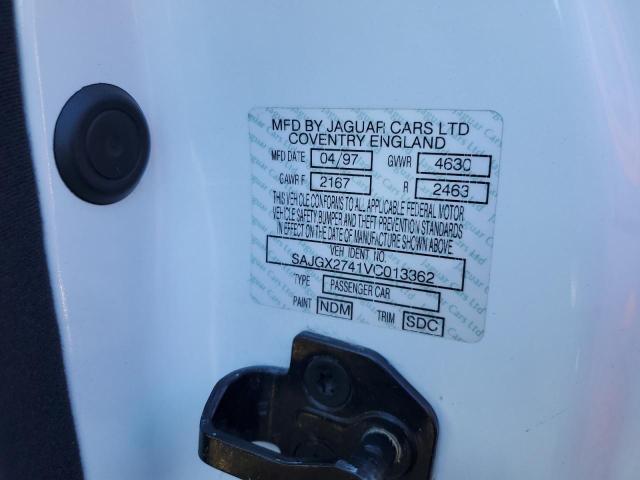 MFD BY JAGUAR CARS LTD
COVENTRY ENGLAND
MFD DATE 04/97 GVWR 4630
GAWR F 2167 R 2463
THIS VEHICLE CONFORMS TO ALL APPLICABLE FEDERAL MOTOR
VEHICLE SAFETY BUMPER AND THEFT PREVENTION STANDARDS
IN EFFECT ON THE DATE OF MANUFACTURE SHOWN ABOVE.
VEH IDENT NO.
SAJGX2741VC013362
TYPE PASSENGER CAR
PAINT NDM TRIM SDC